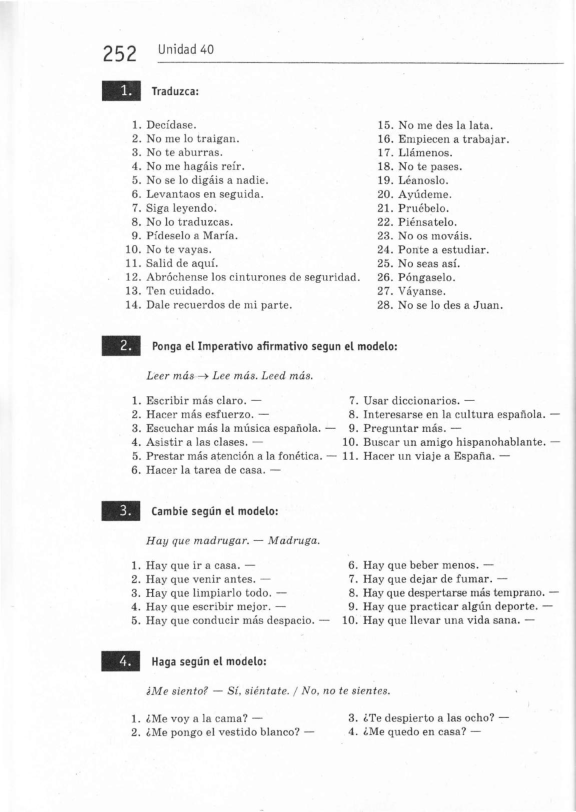 252 Unidad 40
1. Traduzca:
1. Decídase.
2. No me lo traigan.
3. No te aburras.
4. No me hagáis reír.
5. No se lo digáis a nadie.
6. Levantaos en seguida.
7. Siga leyendo.
8. No lo traduzcas.
9. Pídeselo a María.
10. No te vayas.
11. Salid de aquí.
12. Abróchense los cinturones de seguridad.
13. Ten cuidado.
14. Dale recuerdos de mi parte.
15. No me des la lata.
16. Empiecen a trabajar.
17. Llámenos.
18. No te pases.
19. Léanoslo.
20. Ayúdeme.
21. Pruébelo.
22. Piénsatelo.
23. No os mováis.
24. Ponte a estudiar.
25. No seas así.
26. Póngaselo.
27. Váyanse.
28. No se lo des a Juan.
2. Ponga el Imperativo afirmativo segun el modelo:
Leer más → Lee más. Leed más.
1. Escribir más claro. —
2. Hacer más esfuerzo. —
3. Escuchar más la música española. —
4. Asistir a las clases. —
5. Prestar más atención a la fonética. —
6. Hacer la tarea de casa. —
7. Usar diccionarios. —
8. Interesarse en la cultura española. —
9. Preguntar más. —
10. Buscar un amigo hispanohablante. —
11. Hacer un viaje a España. —
3. Cambie según el modelo:
Hay que madrugar. — Madruga.
1. Hay que ir a casa. —
2. Hay que venir antes. —
3. Hay que limpiarlo todo. —
4. Hay que escribir mejor. —
5. Hay que conducir más despacio. —
6. Hay que beber menos. —
7. Hay que dejar de fumar. —
8. Hay que despertarse más temprano. —
9. Hay que practicar algún deporte. —
10. Hay que llevar una vida sana. —
4. Haga según el modelo:
¿Me siento? — Sí, siéntate. / No, no te sientes.
1. ¿Me voy a la cama? —
2. ¿Me pongo el vestido blanco? —
3. ¿Te despierto a las ocho? —
4. ¿Me quedo en casa? —